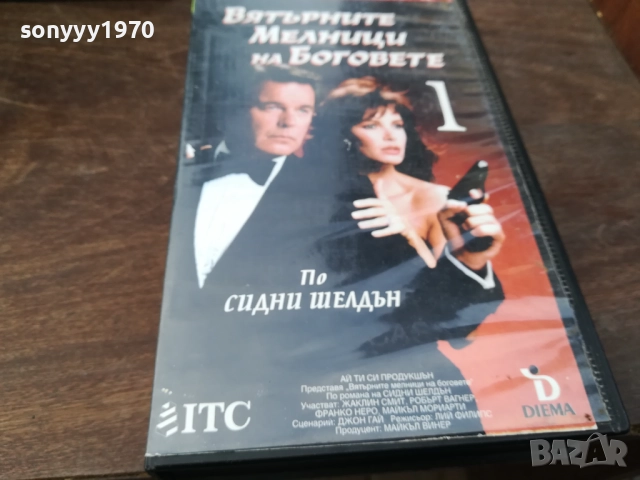 sonyyy1970
ВЯТЪРНИТЕ
МЕЛНИЦИ
НА БОГОВЕТЕ
1
По
СИДНИ ШЕЛДЪН
АЙ ТИ СИ ПРОДУКШЪН
Представя „Вятърните мелници на боговете"
По романа на СИДНИ ШЕЛДЪН
Участват: ЖАКЛИН СМИТ, РОБЪРТ ВАГНЕР
ФРАНКО НЕРО, МАЙКЪЛ МОРИАРТИ
Сценарий: ДЖОН ГАЙ Режисьор: ЛИЙ ФИЛИПС
Продуцент: МАЙКЪЛ ВИНЕР
ITC
D
DIEMA
BAZAR
bg